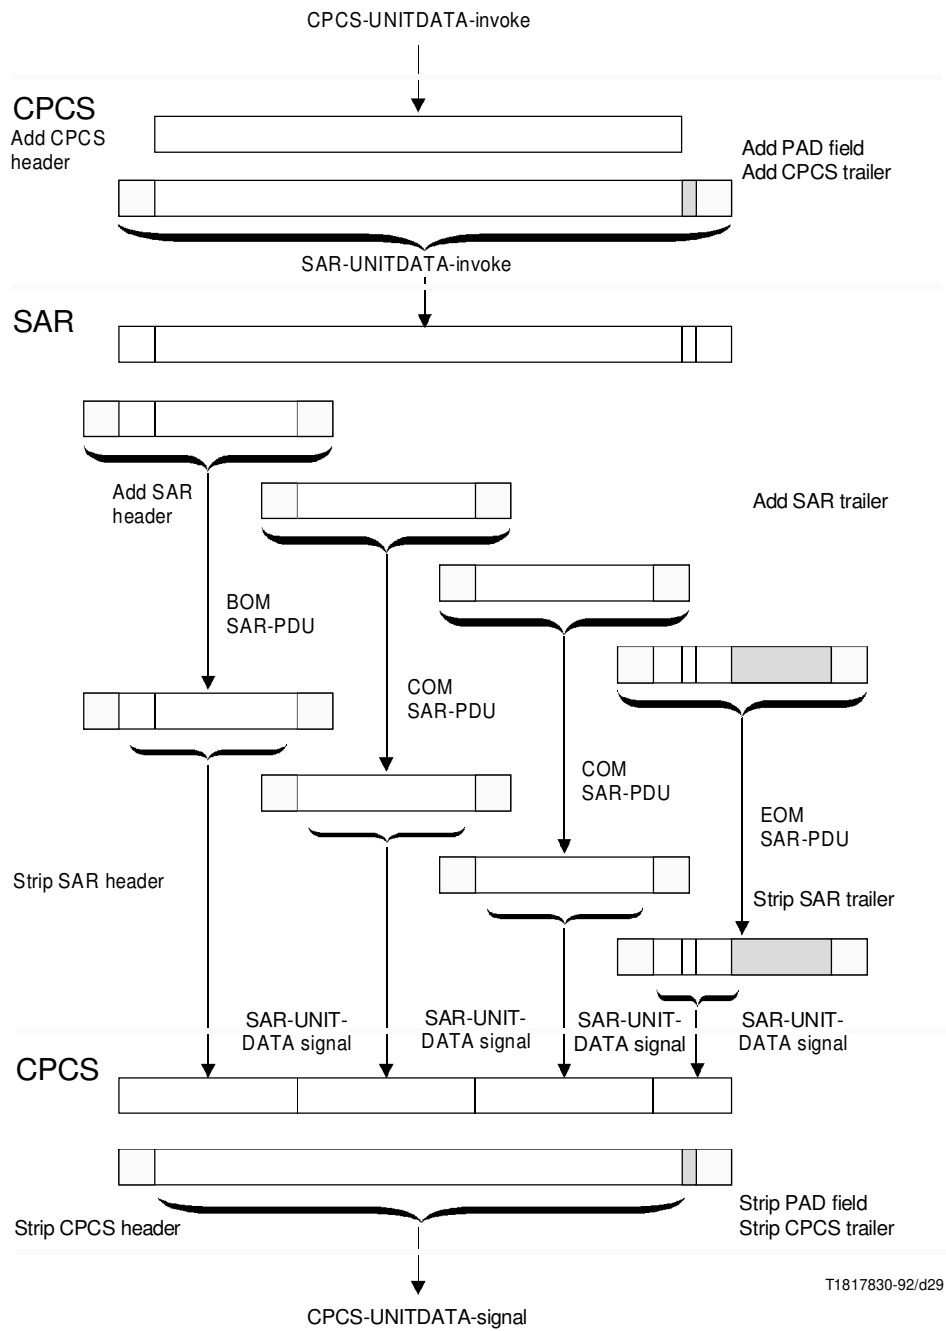 CPCS-UNITDATA-invoke
CPCS
Add CPCS
header
Add PAD field
Add CPCS trailer
SAR-UNITDATA-invoke
SAR
Add SAR
header
Add SAR trailer
BOM
SAR-PDU
COM
SAR-PDU
COM
SAR-PDU
EOM
SAR-PDU
Strip SAR header
Strip SAR trailer
SAR-UNIT-
DATA signal
SAR-UNIT-
DATA signal
SAR-UNIT-
DATA signal
SAR-UNIT-
DATA signal
CPCS
Strip CPCS header
Strip PAD field
Strip CPCS trailer
T1817830-92/d29
CPCS-UNITDATA-signal